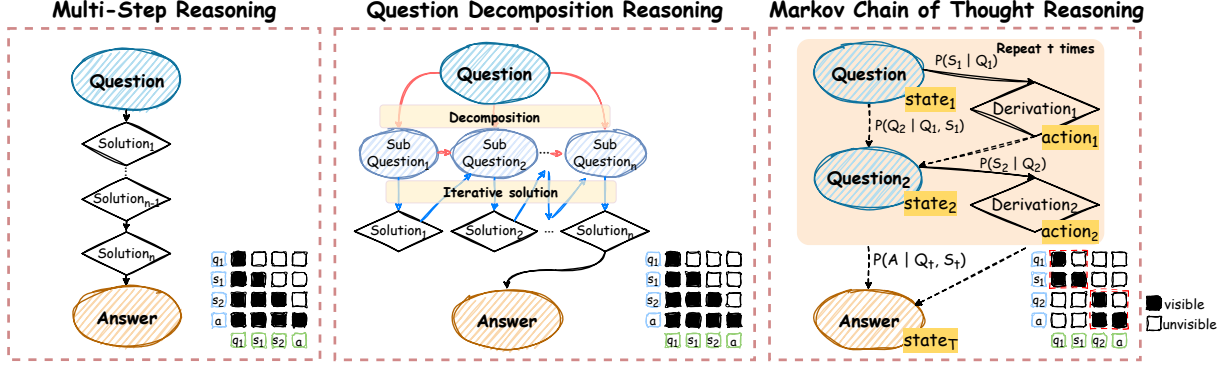 Multi-Step Reasoning
Question
Solution1
Solutionn-1
Solutionn
Answer
q1
s1
s2
a
q1 s1 s2 a
Question Decomposition Reasoning
Question
Decomposition
Sub
Question1
Sub
Question2
...
Sub
Questionn
Iterative solution
Solution1
Solution2
...
Solutionn
Answer
q1
s1
s2
a
q1 s1 s2 a
Markov Chain of Thought Reasoning
Repeat t times
Question
state1
P(S1 | Q1)
Derivation1
action1
P(Q2 | Q1, S1)
Question2
state2
P(S2 | Q2)
Derivation2
action2
P(A | Qt, St)
Answer
stateT
q1
s1
q2
a
q1 s1 q2 a
visible
unvisible